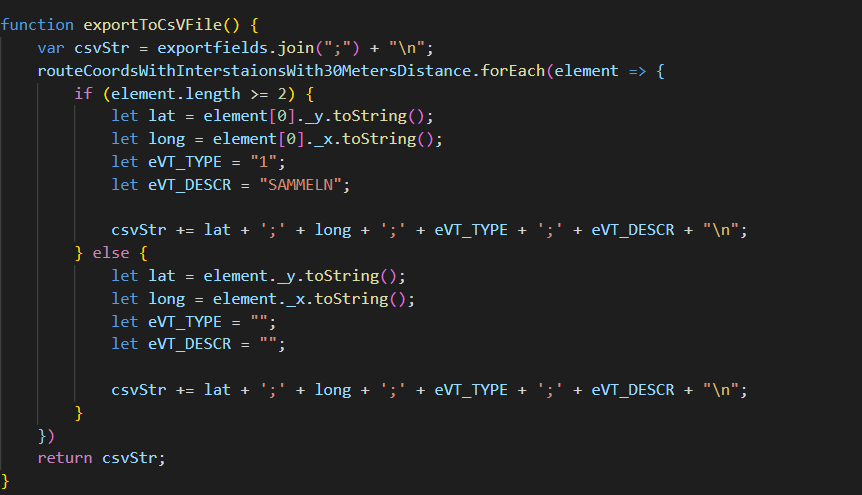 function exportToCsVFile() {
    var csvStr = exportfields.join(";") + "\n";
    routeCoordsWithInterstaionsWith30MetersDistance.forEach(element => {
        if (element.length >= 2) {
            let lat = element[0]._y.toString();
            let long = element[0]._x.toString();
            let eVT_TYPE = "1";
            let eVT_DESCR = "SAMMELN";

            csvStr += lat + ';' + long + ';' + eVT_TYPE + ';' + eVT_DESCR + "\n";
        } else {
            let lat = element._y.toString();
            let long = element._x.toString();
            let eVT_TYPE = "";
            let eVT_DESCR = "";

            csvStr += lat + ';' + long + ';' + eVT_TYPE + ';' + eVT_DESCR + "\n";
        }
    })
    return csvStr;
}